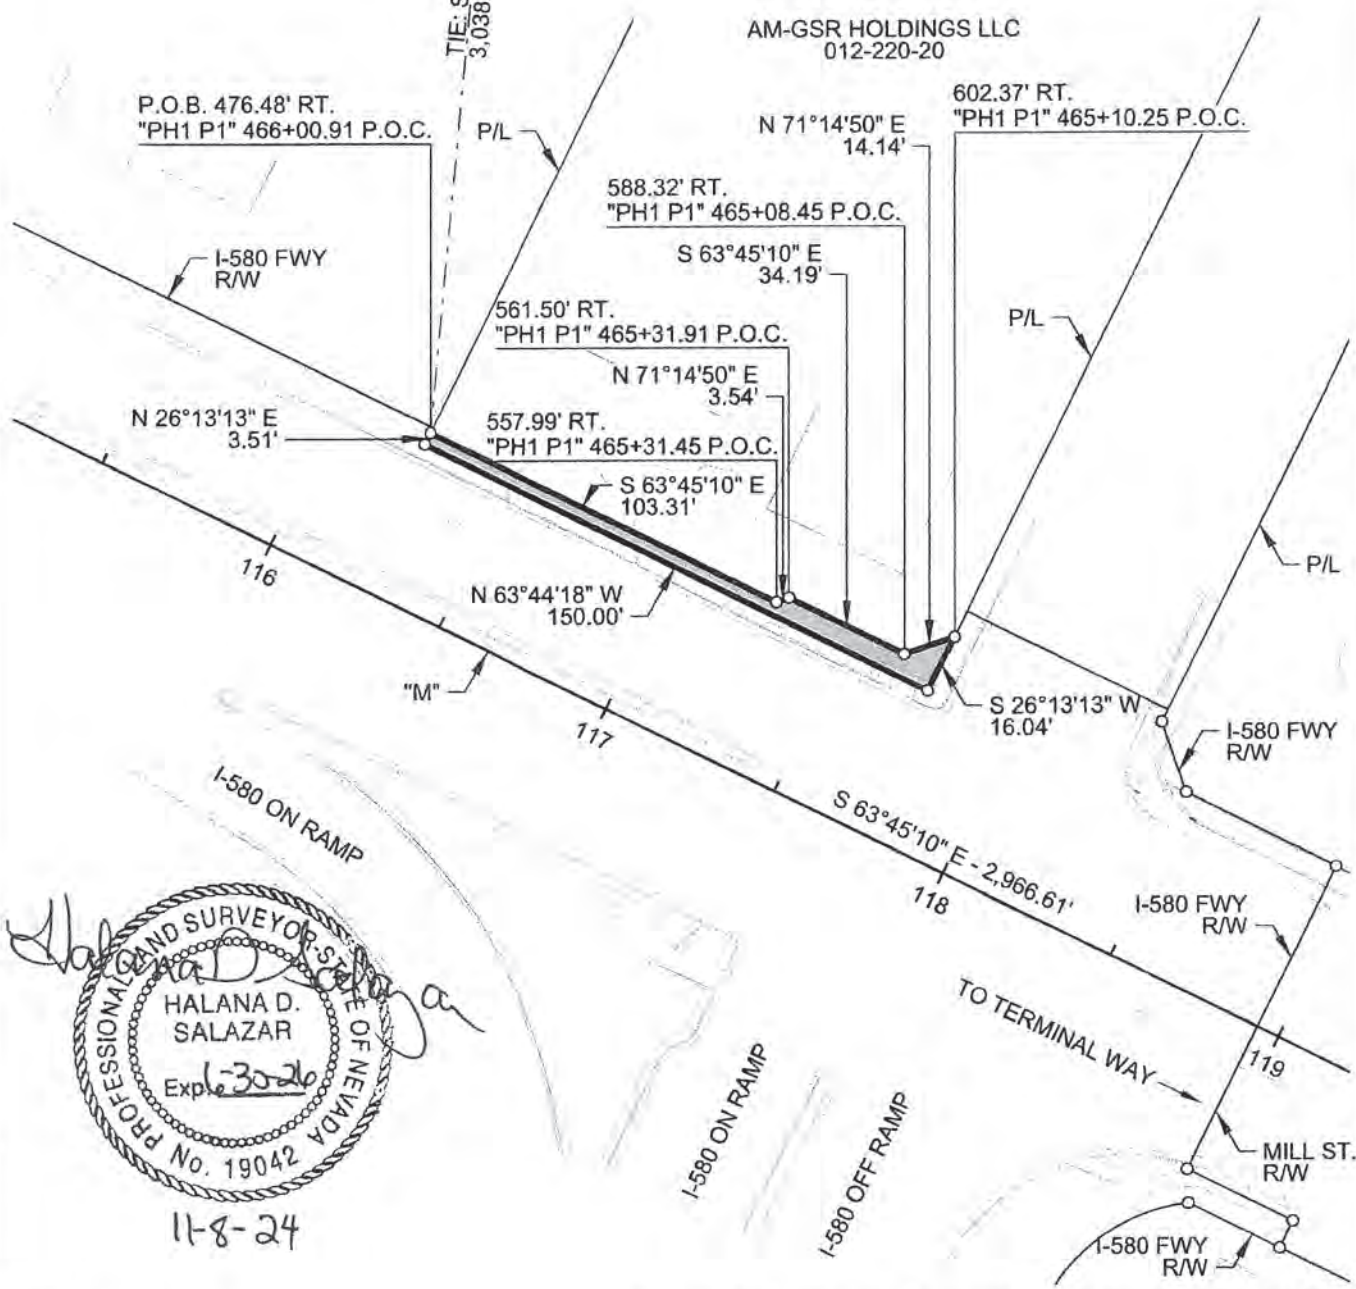 TIE: S
3,038
AM-GSR HOLDINGS LLC
012-220-20
P.O.B. 476.48' RT.
"PH1 P1" 466+00.91 P.O.C.
P/L
N 71°14'50" E
14.14'
602.37' RT.
"PH1 P1" 465+10.25 P.O.C.
588.32' RT.
"PH1 P1" 465+08.45 P.O.C.
I-580 FWY
R/W
S 63°45'10" E
34.19'
561.50' RT.
"PH1 P1" 465+31.91 P.O.C.
P/L
N 71°14'50" E
3.54'
N 26°13'13" E
3.51'
557.99' RT.
"PH1 P1" 465+31.45 P.O.C.
S 63°45'10" E
103.31'
P/L
116
N 63°44'18" W
150.00'
"M"
117
S 26°13'13" W
16.04'
I-580 FWY
R/W
I-580 ON RAMP
S 63°45'10" E - 2,966.61'
118
I-580 FWY
R/W
TO TERMINAL WAY
119
Halana D. Salazar
PROFESSIONAL LAND SURVEYOR-STATE OF NEVADA
HALANA D.
SALAZAR
Exp. 6-30-26
No. 19042
11-8-24
I-580 ON RAMP
I-580 OFF RAMP
MILL ST.
R/W
I-580 FWY
R/W